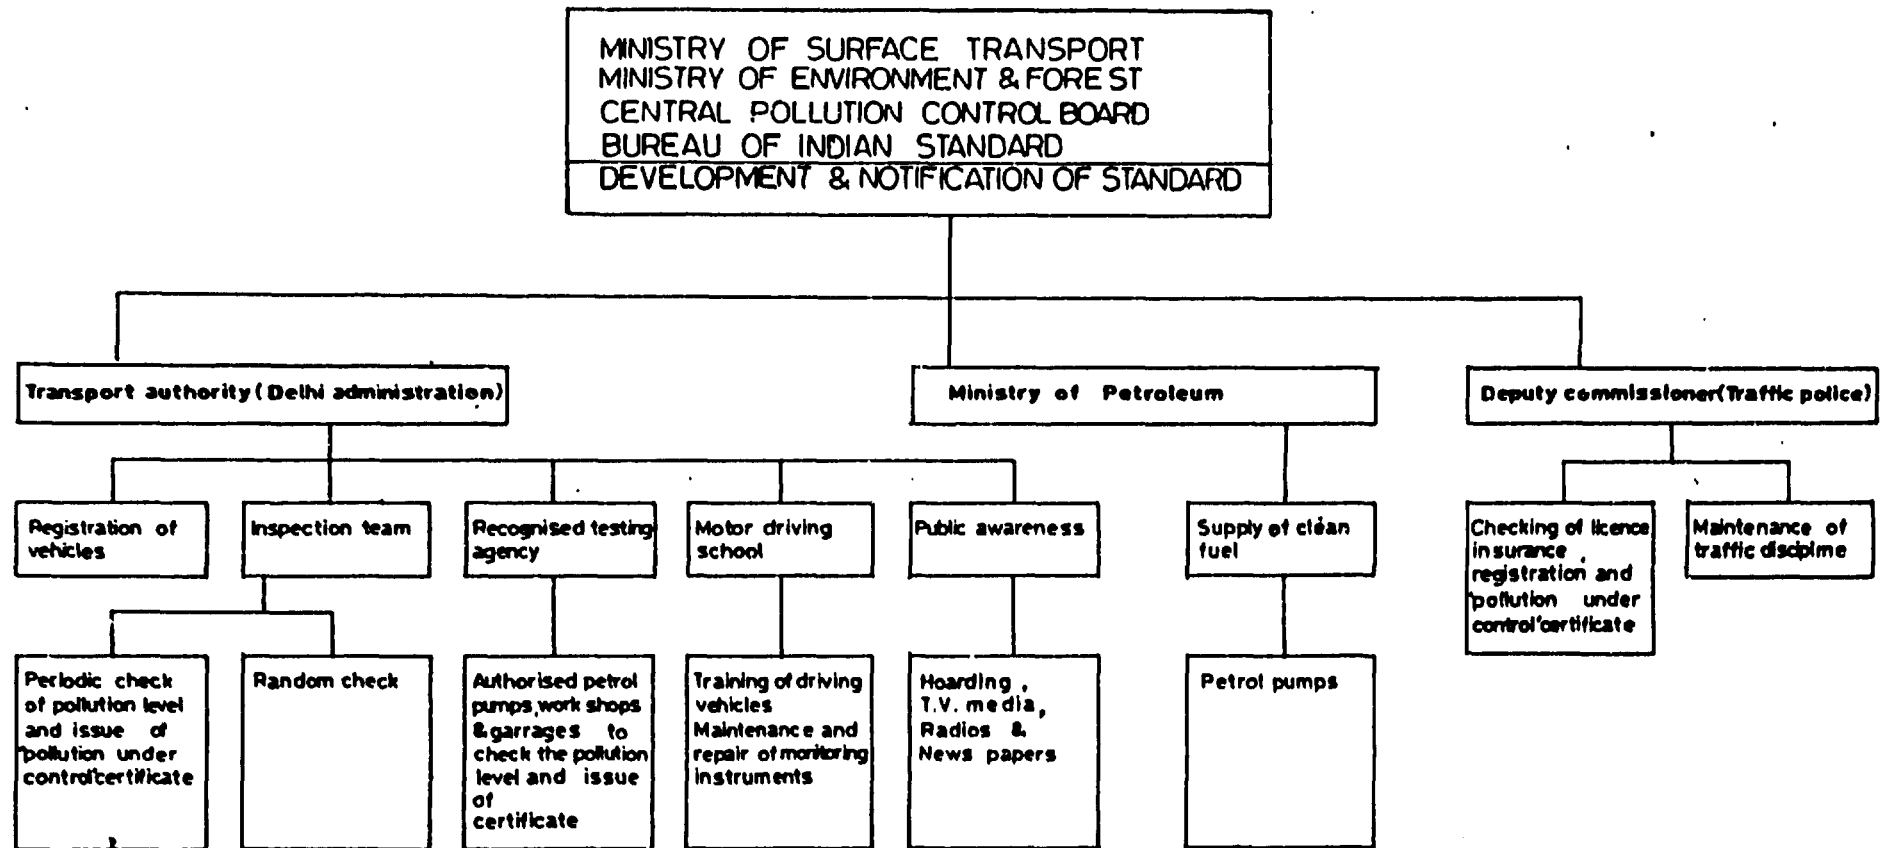 MINISTRY OF SURFACE TRANSPORT
MINISTRY OF ENVIRONMENT & FOREST
CENTRAL POLLUTION CONTROL BOARD
BUREAU OF INDIAN STANDARD
DEVELOPMENT & NOTIFICATION OF STANDARD
Transport authority (Delhi administration)
Ministry of Petroleum
Deputy commissioner (Traffic police)
Registration of
vehicles
Inspection team
Recognised testing
agency
Motor driving
school
Public awareness
Supply of clean
fuel
Checking of licence
insurance,
registration and
"pollution under
control"certificate
Maintenance of
traffic discipline
Periodic check
of pollution level
and issue of
"pollution under
control"certificate
Random check
Authorised petrol
pumps, work shops
& garrages to
check the pollution
level and issue
of
certificate
Training of driving
vehicles
Maintenance and
repair of monitoring
instruments
Hoarding,
T.V. media,
Radios &
News papers
Petrol pumps